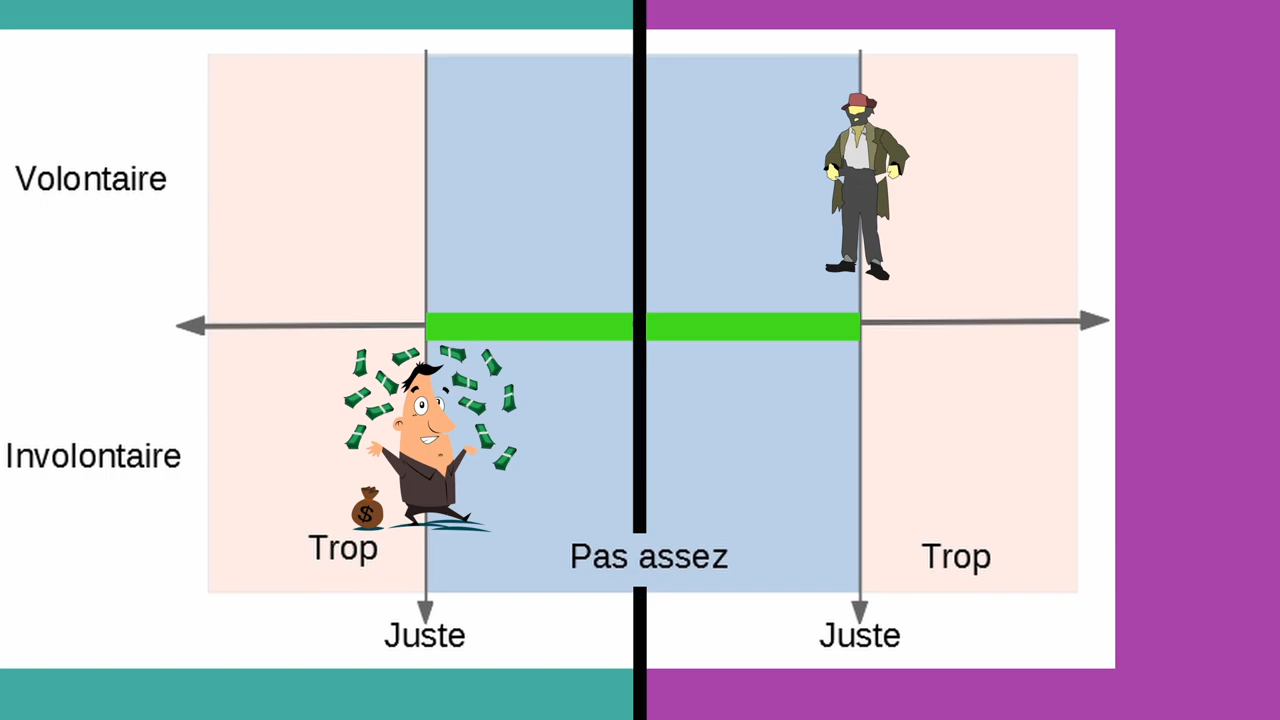 Volontaire
Involontaire
$
Trop
Pas assez
Trop
Juste
Juste